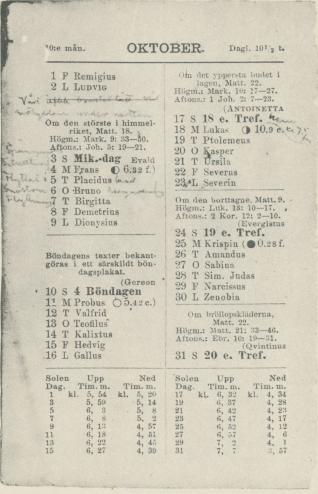 10:e mån. OKTOBER. Dagl. 10½ t.
1 F Remigius
2 L LUDVIG
Om den störste i himmel-
riket, Matt. 18.
Högm.: Mark. 9: 33—50.
Aftons.: Joh. 5: 19—21.
3 S Mik.-dag Evald
4 M Frans 6.32 f.)
5 T Placidus
6 O Bruno
7 T Birgitta
8 F Demetrius
9 L Dionysius
Böndagens texter bekant-
göras i ett särskildt bön-
dagsplakat.
(Gereon
10 S 4 Böndagen
11 M Probus (5.42 e.)
12 T Valfrid
13 O Teofilus
14 T Kalixtus
15 F Hedvig
16 L Gallus
Om det yppersta budet i
lagen, Matt. 22.
Högm.: Mark. 10: 17—27.
Aftons: 1 Joh. 2: 7—23.
(ANTOINETTA
17 S 18 e. Tref.
18 M Lukas 10.9 e.
19 T Ptolemeus
20 O Kasper
21 T Ursila
22 F Severus
23 L Severin
Om den borttagne, Matt. 9.
Högm.: Luk. 13: 10—17.
Aftons.: 2 Kor. 12: 2—10.
(Evergistus
24 S 19 e. Tref.
25 M Krispin (0.28 f.
26 T Amandus
27 O Sabina
28 T Sim. Judas
29 F Narcissus
30 L Zenobia
Om bröllopskläderna,
Matt. 22.
Högm.: Matt. 21: 33—46.
Aftons.: Ebr. 10: 19—31.
(Qvintinus
31 S 20 e. Tref.
Solen Upp Ned
Dag. Tim. m. Tim. m.
1 kl. 5, 54 kl. 5, 20
3 5, 59 5, 14
5 6, 3 5, 8
7 6, 8 5, 2
9 6, 13 4, 57
11 6, 18 4, 51
13 6, 22 4, 45
15 6, 27 4, 39
Solen Upp Ned
Dag. Tim. m. Tim. m.
17 kl. 6, 32 kl. 4, 34
19 6, 37 4, 28
21 6, 42 4, 23
23 6, 47 4, 17
25 6, 52 4, 12
27 6, 57 4, 6
29 7, 2 4, 1
31 7, 7 3, 57